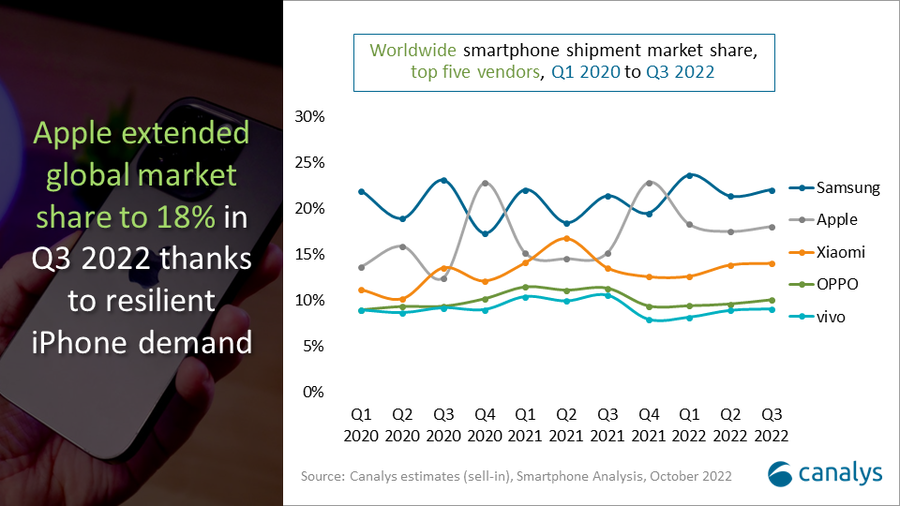 Apple extended
global market
share to 18% in
Q3 2022 thanks
to resilient
iPhone demand
Worldwide smartphone shipment market share,
top five vendors, Q1 2020 to Q3 2022
30%
25%
20%
15%
10%
5%
0%
Q1 Q2 Q3 Q4 Q1 Q2 Q3 Q4 Q1 Q2 Q3
2020 2020 2020 2020 2021 2021 2021 2021 2022 2022 2022
Samsung
Apple
Xiaomi
OPPO
vivo
Source: Canalys estimates (sell-in), Smartphone Analysis, October 2022
canalys